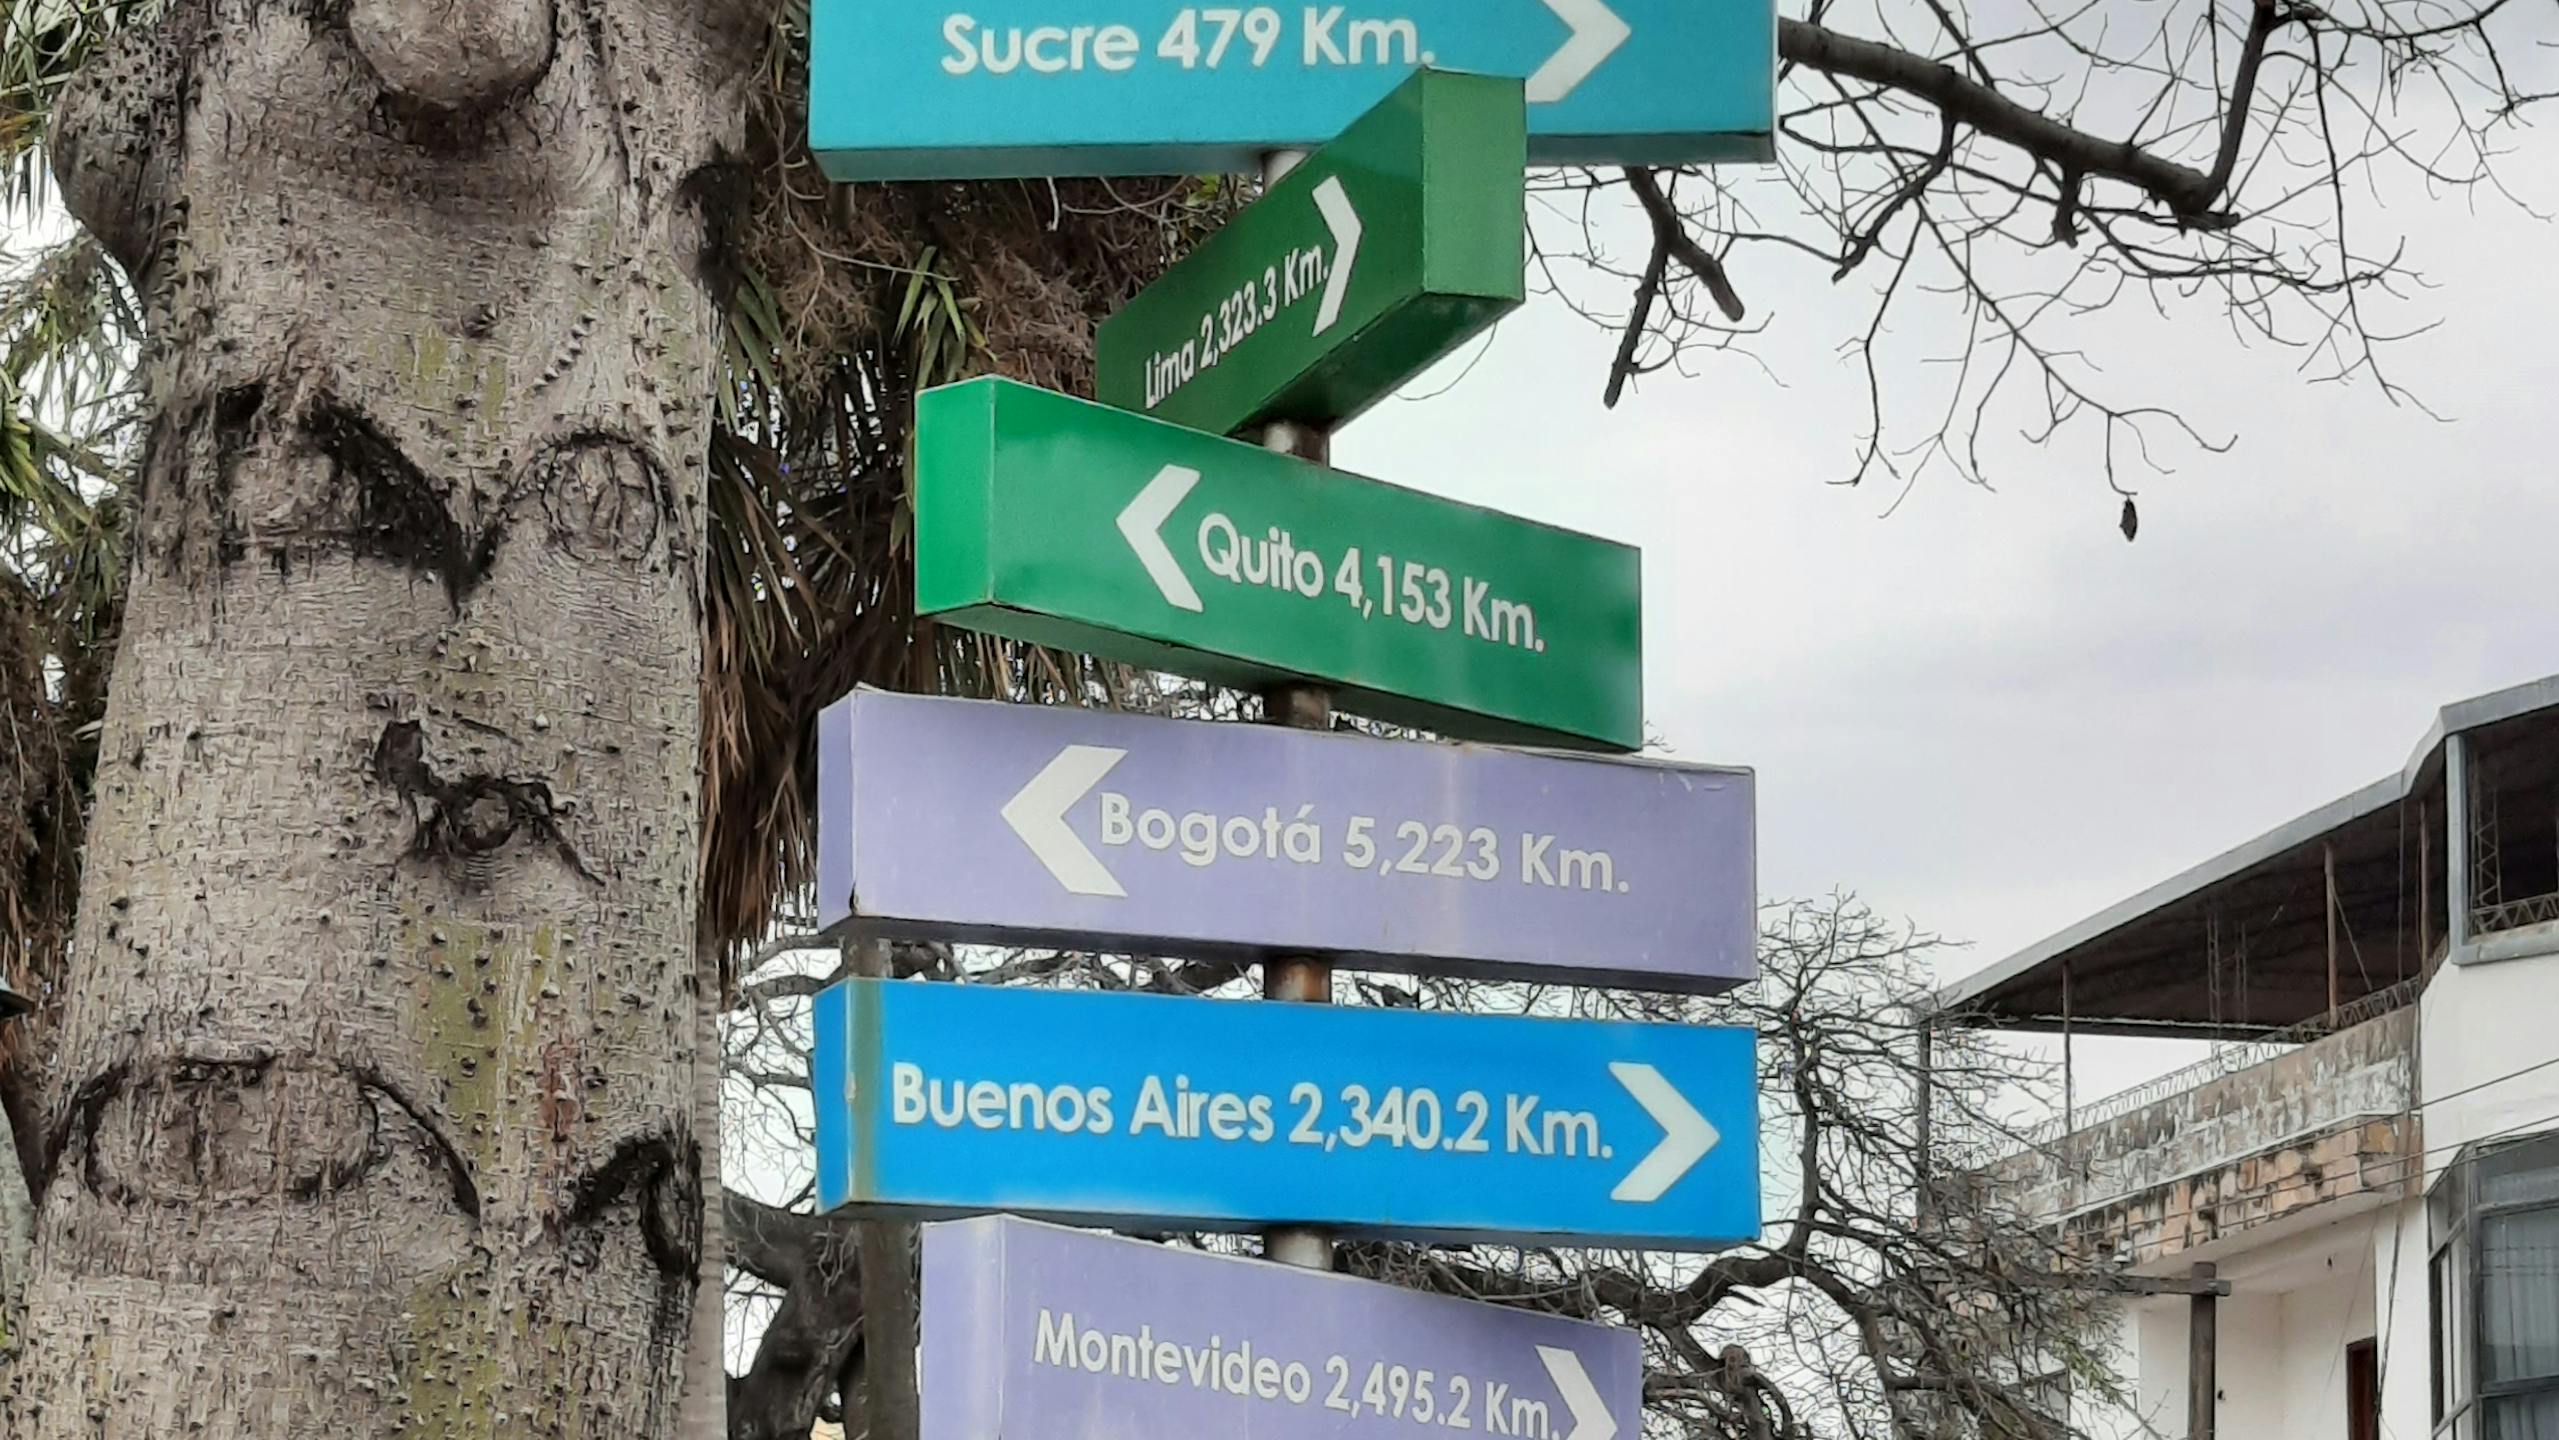 Sucre 479 Km.
Lima 2,323.3 Km.
Quito 4,153 Km.
Bogotá 5,223 Km.
Buenos Aires 2,340.2 Km.
Montevideo 2,495.2 Km.